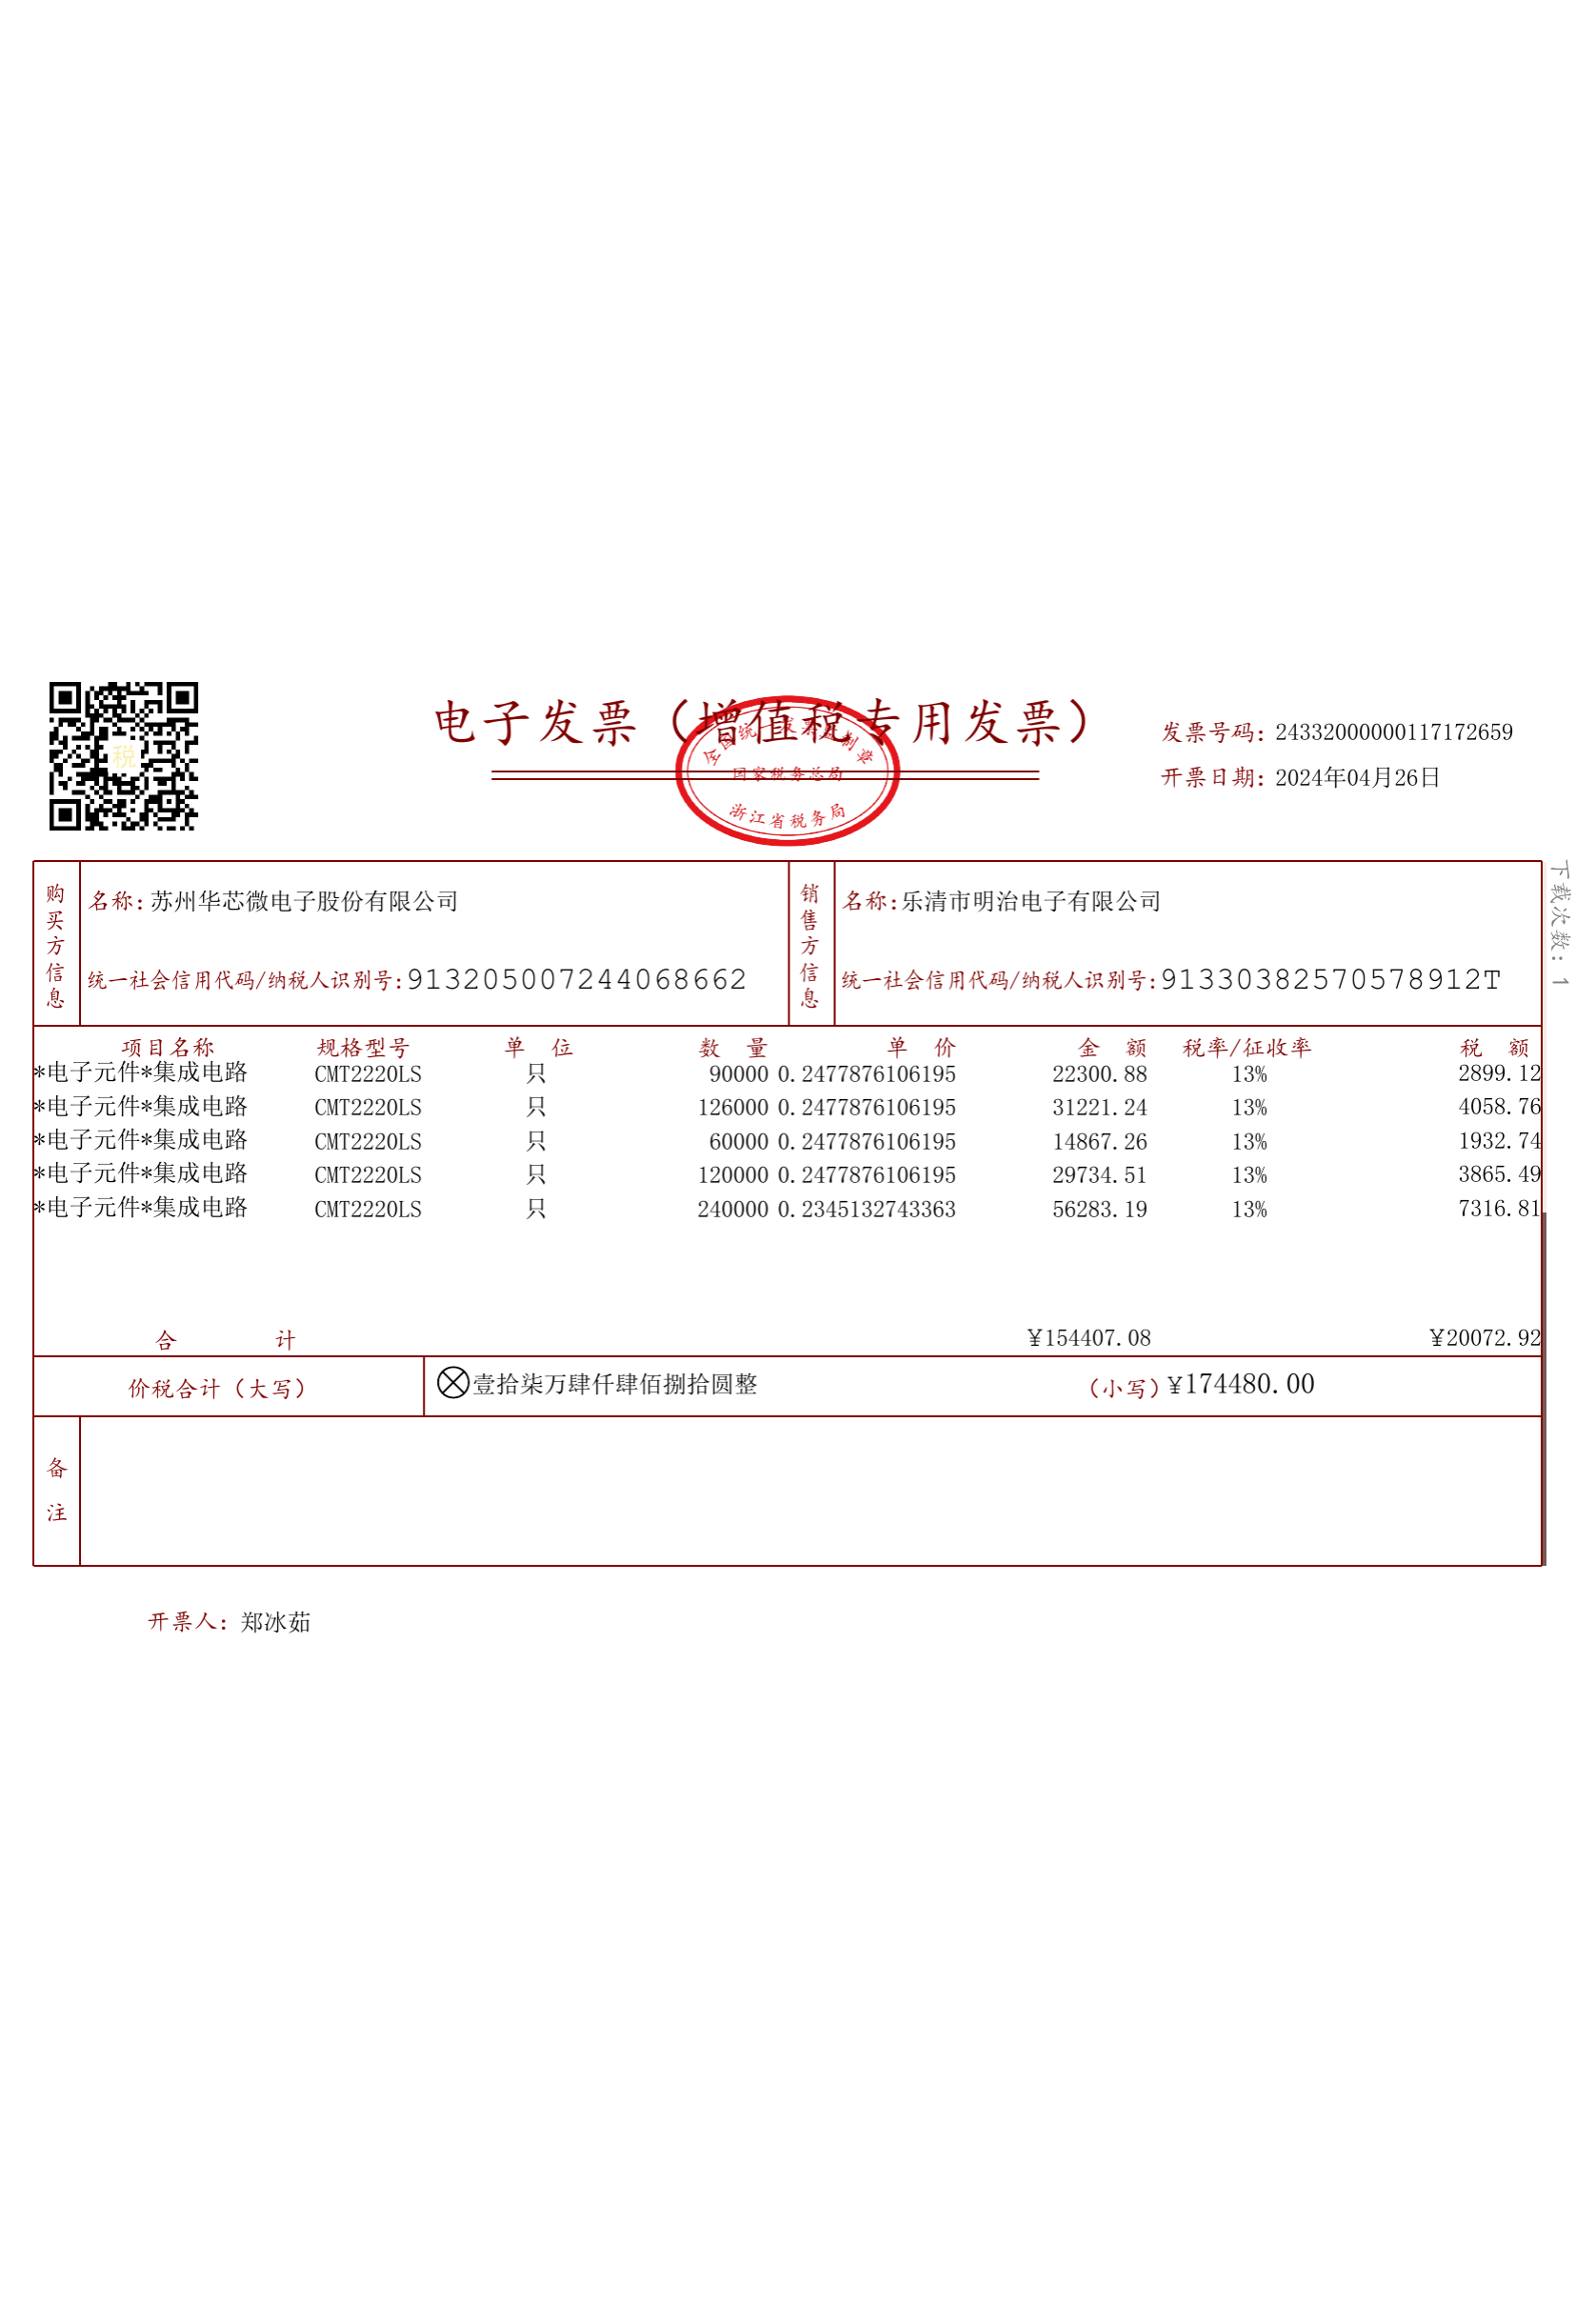 税
电子发票（增值税专用发票）
全国统一发票监制章
国家税务总局
浙江省税务局
发票号码：24332000000117172659
开票日期：2024年04月26日
下载次数：1
购买方信息
名称：苏州华芯微电子股份有限公司
统一社会信用代码/纳税人识别号：913205007244068662
销售方信息
名称：乐清市明治电子有限公司
统一社会信用代码/纳税人识别号：91330382570578912T
项目名称 规格型号 单 位 数 量 单 价 金 额 税率/征收率 税 额
*电子元件*集成电路 CMT2220LS 只 90000 0.2477876106195 22300.88 13% 2899.12
*电子元件*集成电路 CMT2220LS 只 126000 0.2477876106195 31221.24 13% 4058.76
*电子元件*集成电路 CMT2220LS 只 60000 0.2477876106195 14867.26 13% 1932.74
*电子元件*集成电路 CMT2220LS 只 120000 0.2477876106195 29734.51 13% 3865.49
*电子元件*集成电路 CMT2220LS 只 240000 0.2345132743363 56283.19 13% 7316.81
合 计 ¥154407.08 ¥20072.92
价税合计（大写） 壹拾柒万肆仟肆佰捌拾圆整 （小写）¥174480.00
备注
开票人：郑冰茹